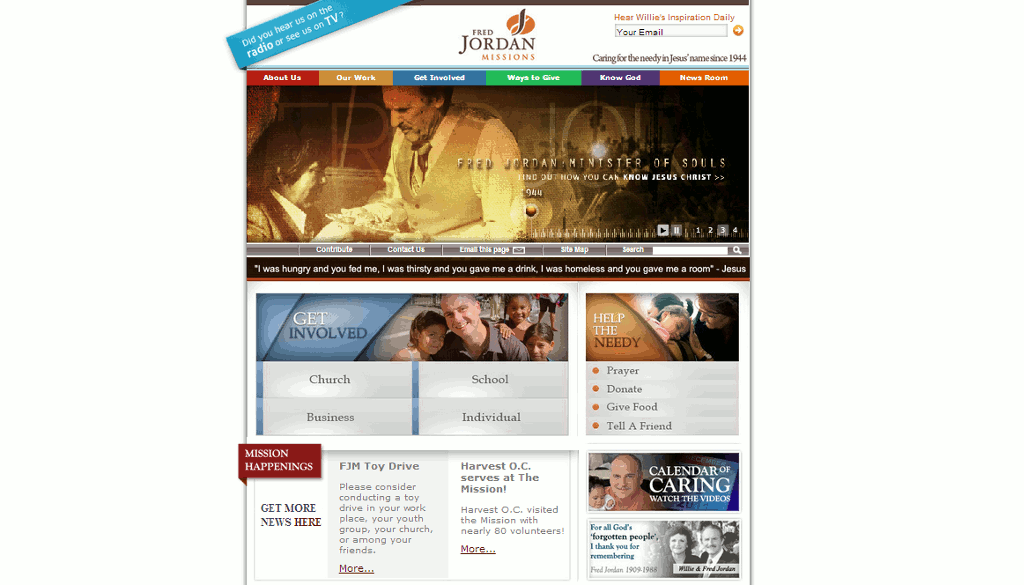 Did you hear us on the
radio or see us on TV?
FRED
JORDAN
MISSIONS
Hear Willie's Inspiration Daily
Your Email
Caring for the needy in Jesus' name since 1944
About Us
Our Work
Get Involved
Ways to Give
Know God
News Room
FRED JORDAN: MINISTER OF SOULS
FIND OUT HOW YOU CAN KNOW JESUS CHRIST >>
1944
1 2 3 4
Contribute
Contact Us
Email this page
Site Map
Search
"I was hungry and you fed me, I was thirsty and you gave me a drink, I was homeless and you gave me a room" - Jesus
GET
INVOLVED
Church
School
Business
Individual
HELP
THE
NEEDY
Prayer
Donate
Give Food
Tell A Friend
MISSION
HAPPENINGS
GET MORE
NEWS HERE
FJM Toy Drive
Please consider
conducting a toy
drive in your work
place, your youth
group, your church,
or among your
friends.
More...
Harvest O.C.
serves at The
Mission!
Harvest O.C. visited
the Mission with
nearly 80 volunteers!
More...
CALENDAR OF
CARING
WATCH THE VIDEOS
For all God's
'forgotten people',
I thank you for
remembering
Fred Jordan 1909-1988
Willie & Fred Jordan